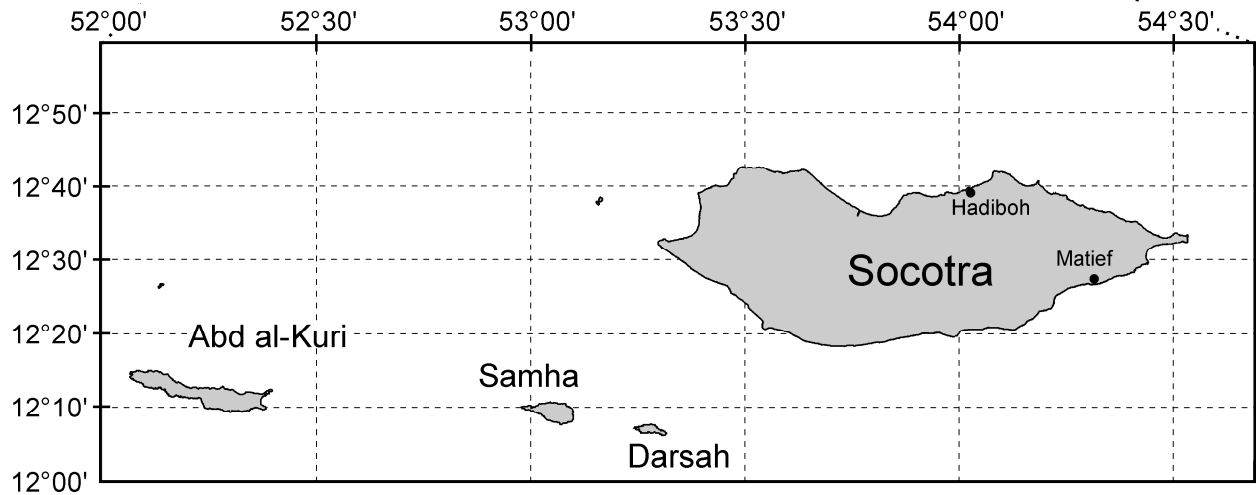 52°00' 52°30' 53°00' 53°30' 54°00' 54°30'
12°50'
12°40'
Hadiboh
12°30'
Matief
Socotra
12°20'
Abd al-Kuri
Samha
12°10'
Darsah
12°00'